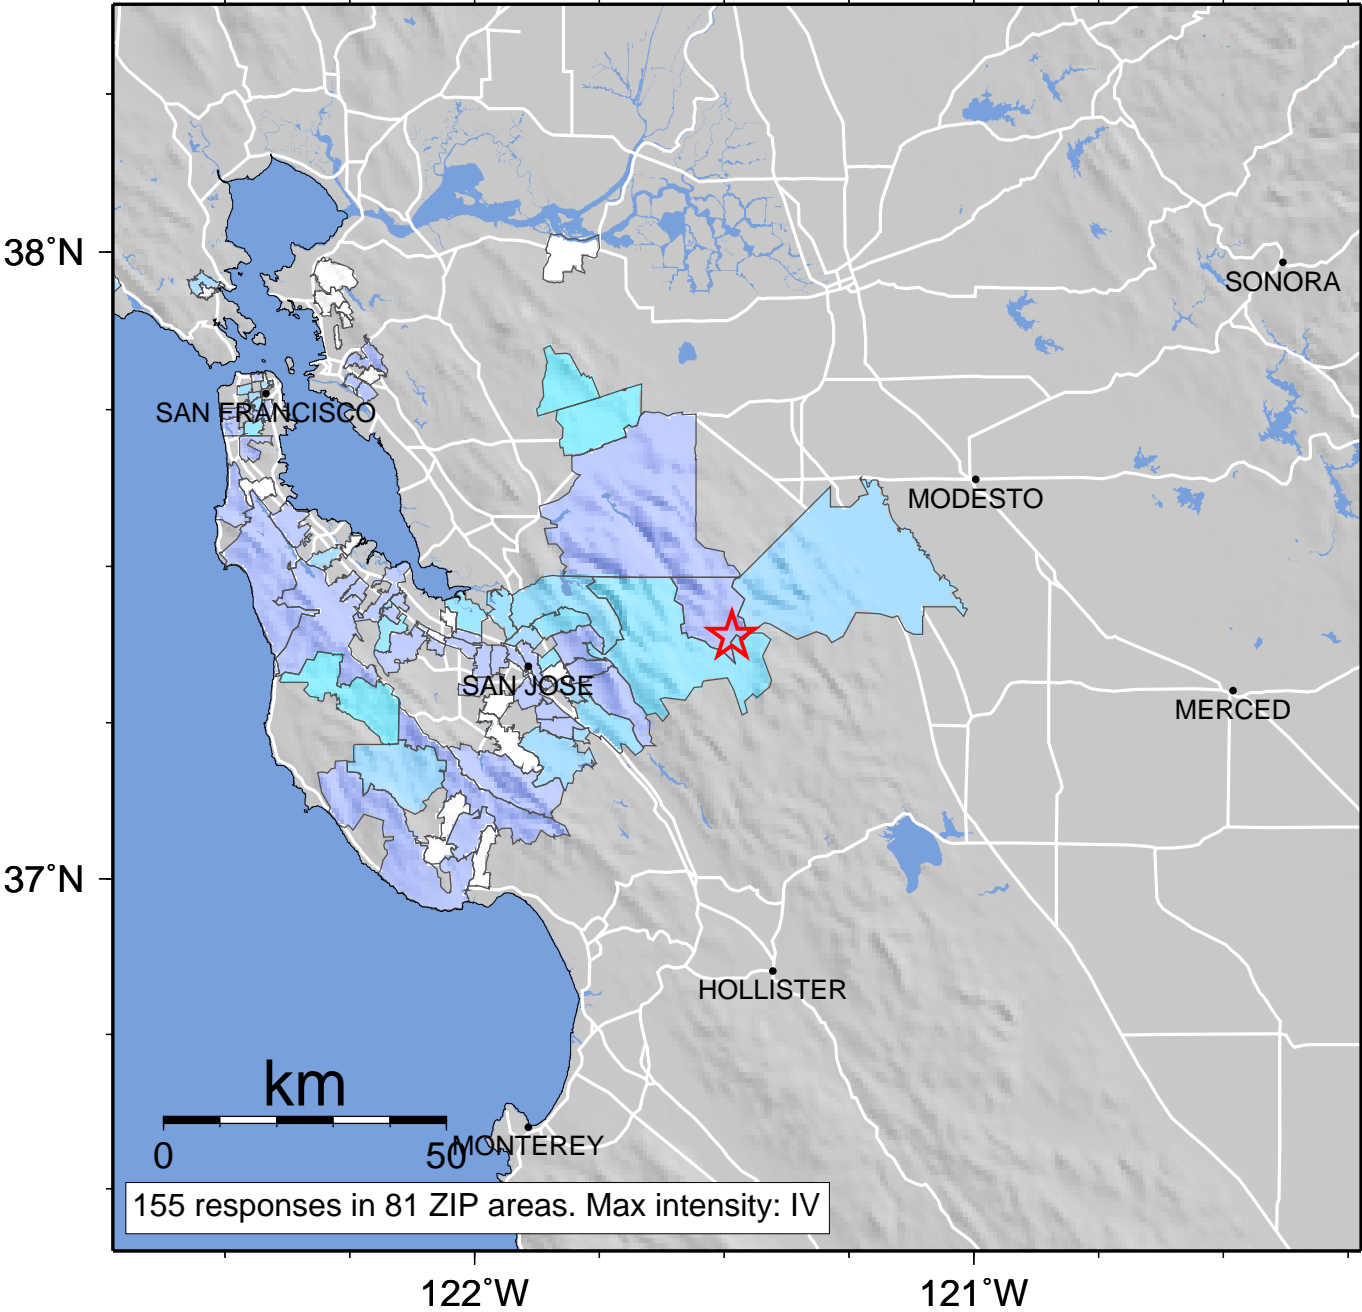 38°N
SONORA
SAN FRANCISCO
MODESTO
SAN JOSE
MERCED
37°N
HOLLISTER
km
0 50
MONTEREY
155 responses in 81 ZIP areas. Max intensity: IV
122°W 121°W